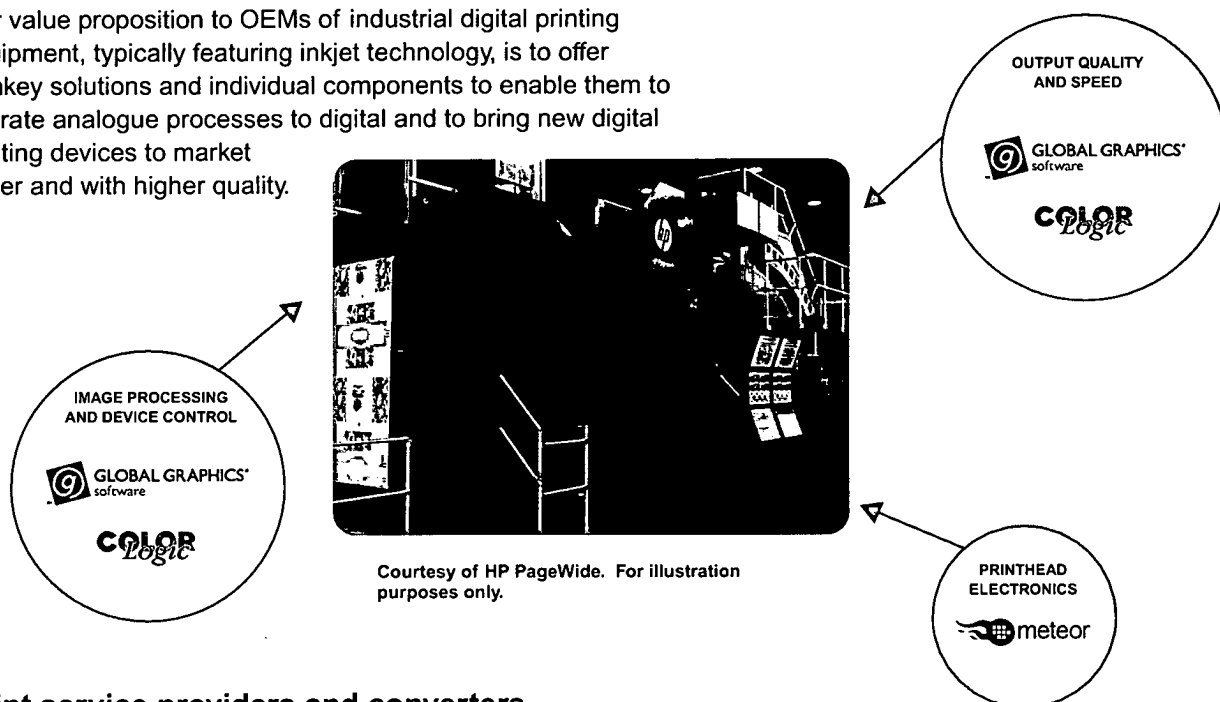 value proposition to OEMs of industrial digital printing
ipment, typically featuring inkjet technology, is to offer
nkey solutions and individual components to enable them to
rate analogue processes to digital and to bring new digital
ting devices to market
er and with higher quality.
OUTPUT QUALITY
AND SPEED
GLOBAL GRAPHICS
software
COLOR
Logic
hp
IMAGE PROCESSING
AND DEVICE CONTROL
GLOBAL GRAPHICS
software
COLOR
Logic
Courtesy of HP PageWide. For illustration
purposes only.
PRINTHEAD
ELECTRONICS
meteor
int service providers and converters